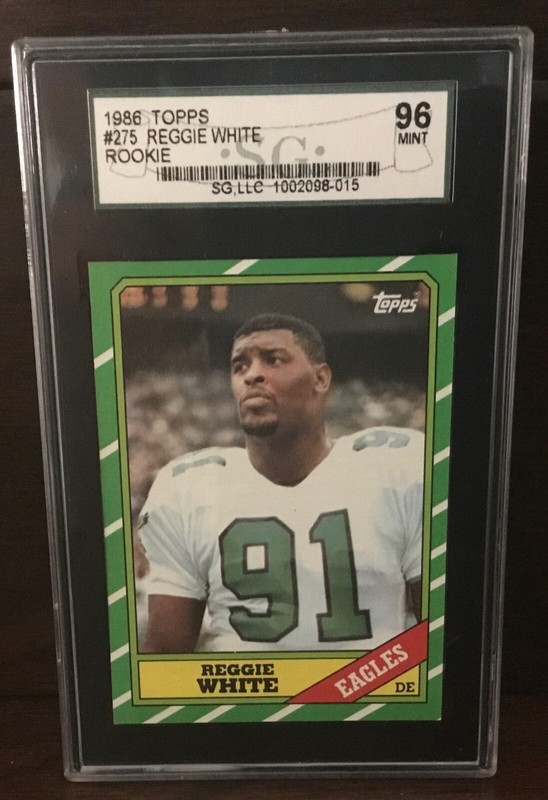 1986 TOPPS
#275 REGGIE WHITE
ROOKIE
96
MINT
·SG·
SG,LLC 1002098-015
topps
91
91
REGGIE
WHITE
EAGLES
DE